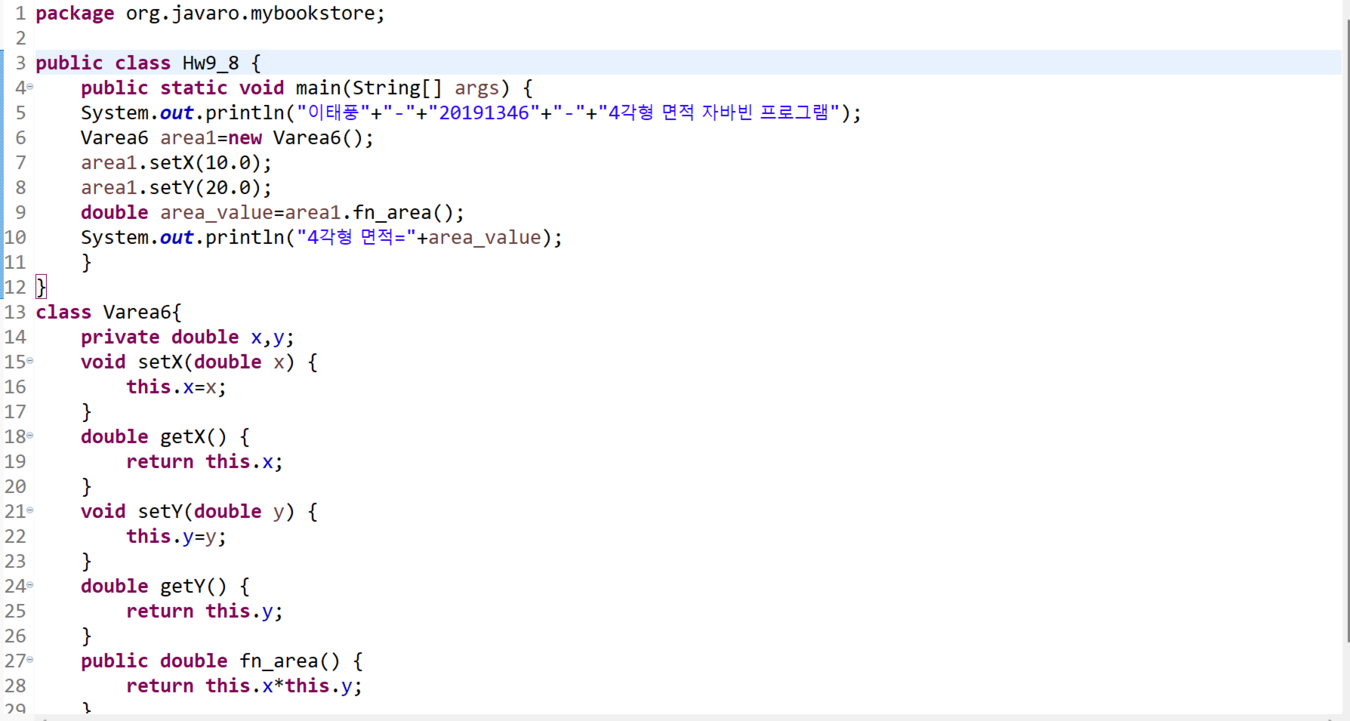 1 package org.javaro.mybookstore;
2
3 public class Hw9_8 {
4 public static void main(String[] args) {
5 System.out.println("이태풍"+"-"+"20191346"+"-"+"4각형 면적 자바빈 프로그램");
6 Varea6 area1=new Varea6();
7 area1.setX(10.0);
8 area1.setY(20.0);
9 double area_value=area1.fn_area();
10 System.out.println("4각형 면적="+area_value);
11 }
12 }
13 class Varea6{
14 private double x,y;
15 void setX(double x) {
16 this.x=x;
17 }
18 double getX() {
19 return this.x;
20 }
21 void setY(double y) {
22 this.y=y;
23 }
24 double getY() {
25 return this.y;
26 }
27 public double fn_area() {
28 return this.x*this.y;
29 }